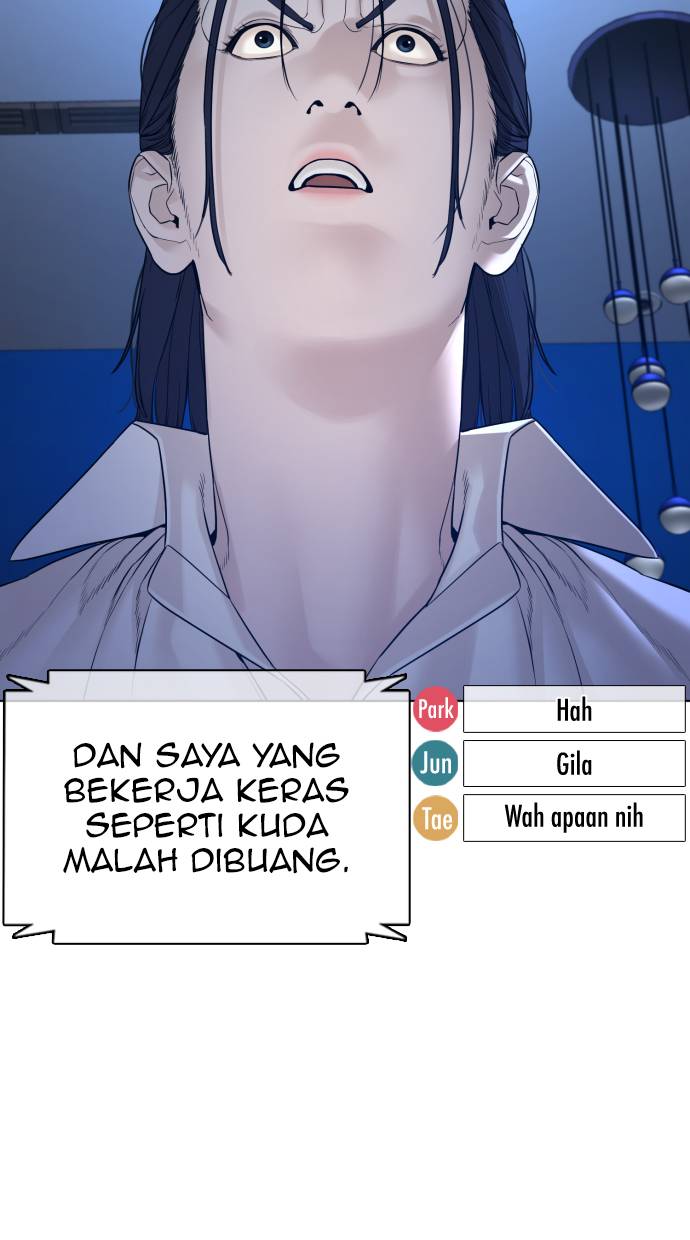 DAN SAYA YANG
BEKERJA KERAS
SEPERTI KUDA
MALAH DIBUANG.
Park Hah
Jun Gila
Tae Wah apaan nih